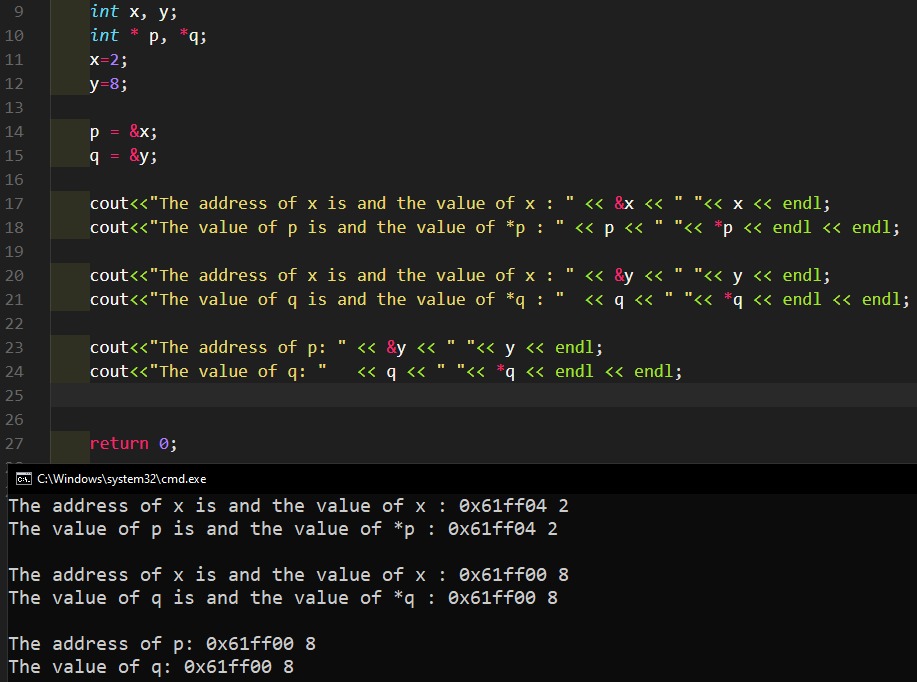 9 int x, y;
10 int * p, *q;
11 x=2;
12 y=8;
13
14 p = &x;
15 q = &y;
16
17 cout<<"The address of x is and the value of x : " << &x << " "<< x << endl;
18 cout<<"The value of p is and the value of *p : " << p << " "<< *p << endl << endl;
19
20 cout<<"The address of x is and the value of x : " << &y << " "<< y << endl;
21 cout<<"The value of q is and the value of *q : "  << q << " "<< *q << endl << endl;
22
23 cout<<"The address of p: " << &y << " "<< y << endl;
24 cout<<"The value of q: "   << q << " "<< *q << endl << endl;
25
26
27 return 0;
C:\Windows\system32\cmd.exe
The address of x is and the value of x : 0x61ff04 2
The value of p is and the value of *p : 0x61ff04 2
The address of x is and the value of x : 0x61ff00 8
The value of q is and the value of *q : 0x61ff00 8
The address of p: 0x61ff00 8
The value of q: 0x61ff00 8